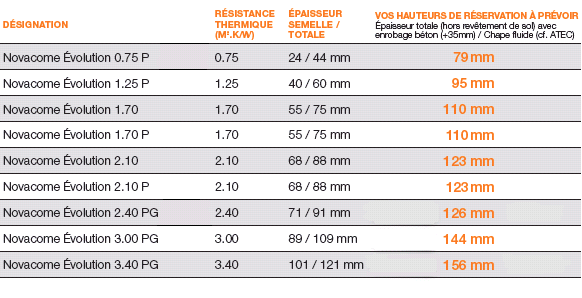 DÉSIGNATION
RÉSISTANCE
THERMIQUE
(M².K/W)
ÉPAISSEUR
SEMELLE /
TOTALE
VOS HAUTEURS DE RÉSERVATION À PRÉVOIR
Épaisseur totale (hors revêtement de sol) avec
enrobage béton (+35mm) / Chape fluide (cf. ATEC)
Novacome Évolution 0.75 P 0.75 24 / 44 mm 79 mm
Novacome Évolution 1.25 P 1.25 40 / 60 mm 95 mm
Novacome Évolution 1.70 1.70 55 / 75 mm 110 mm
Novacome Évolution 1.70 P 1.70 55 / 75 mm 110 mm
Novacome Évolution 2.10 2.10 68 / 88 mm 123 mm
Novacome Évolution 2.10 P 2.10 68 / 88 mm 123 mm
Novacome Évolution 2.40 PG 2.40 71 / 91 mm 126 mm
Novacome Évolution 3.00 PG 3.00 89 / 109 mm 144 mm
Novacome Évolution 3.40 PG 3.40 101 / 121 mm 156 mm